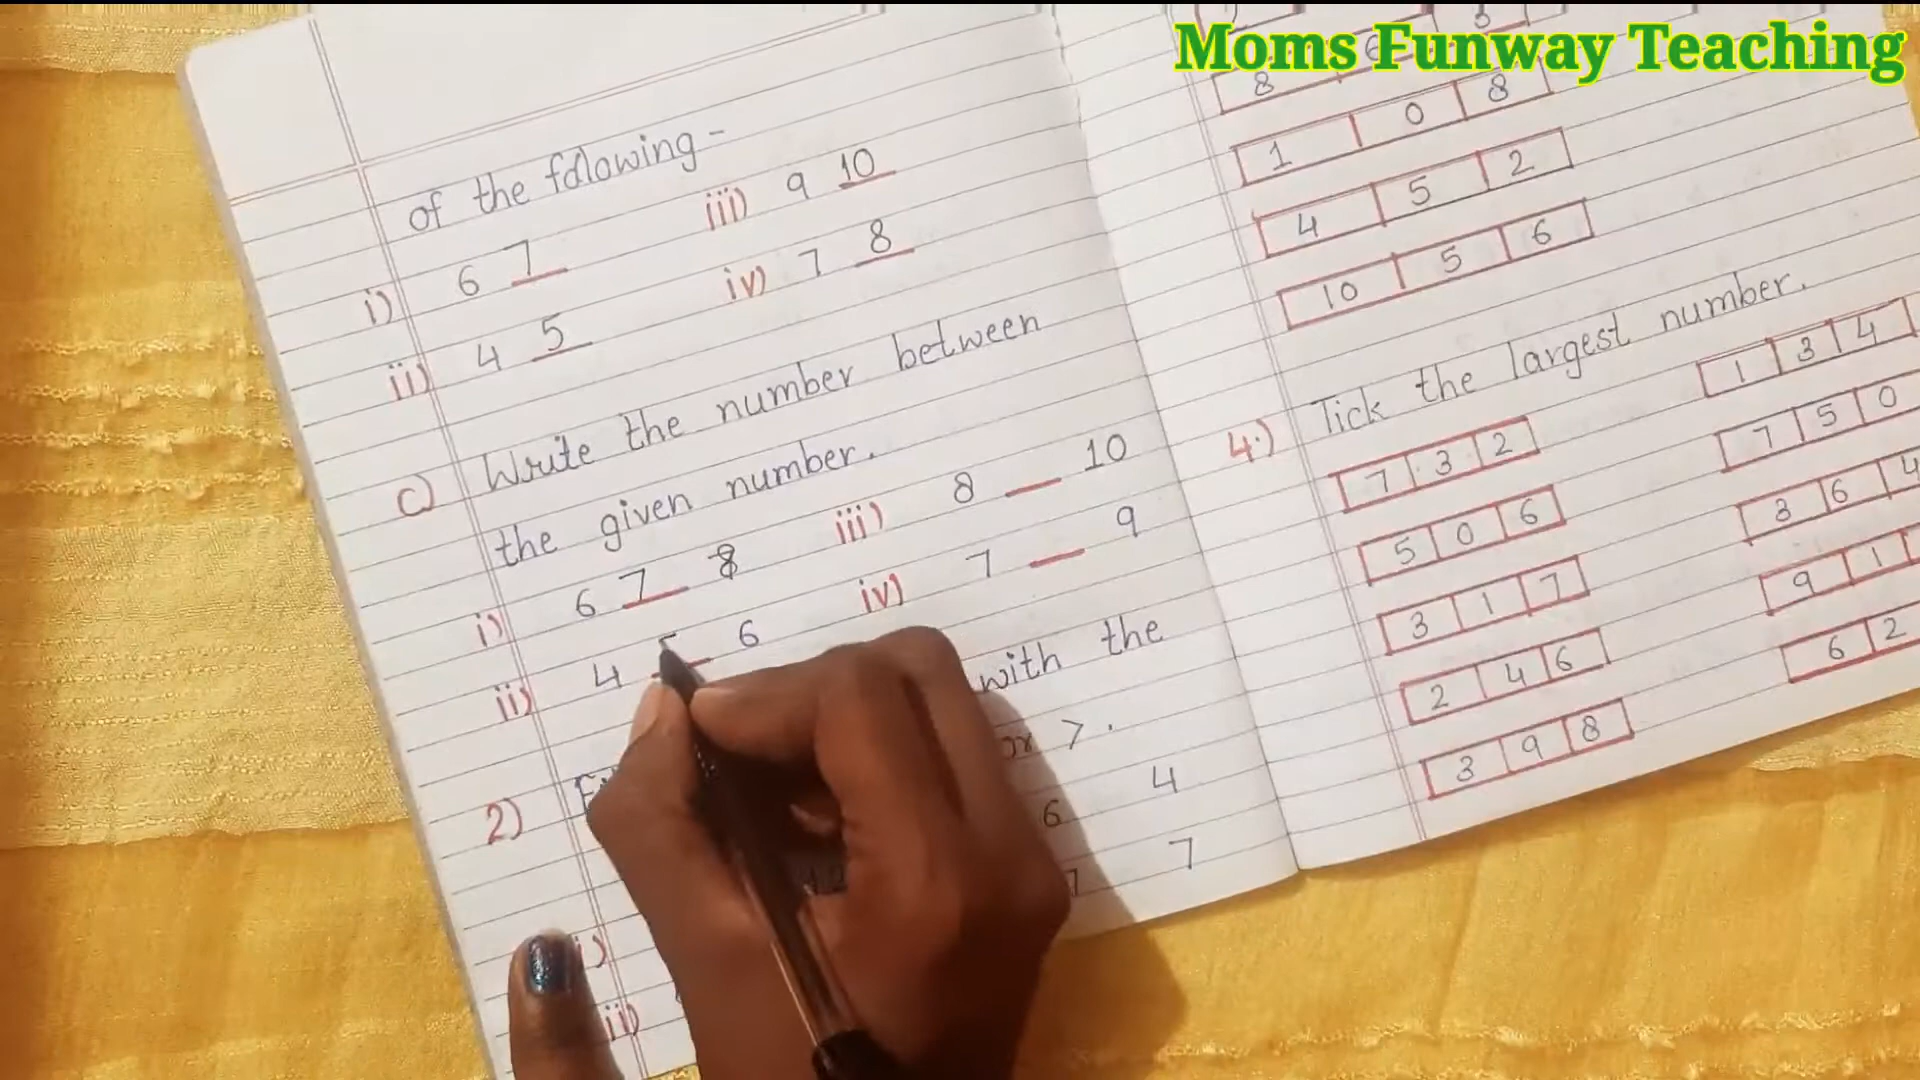 Moms Funway Teaching
of the following -
i) 6 7 iii) 9 10
ii) 4 5 iv) 7 8
c) Write the number between
the given number.
i) 6 7 8 iii) 8 __ 10
ii) 4 5 6 iv) 7 __ 9
2) with the
or > .
i) 6 4
ii) 7
8 6
1 0 8
4 5 2
10 5 6
4.) Tick the largest number.
7 3 2 1 3 4
5 0 6 7 5 0
3 1 7 3 6 4
2 4 6 9 1
3 9 8 6 2